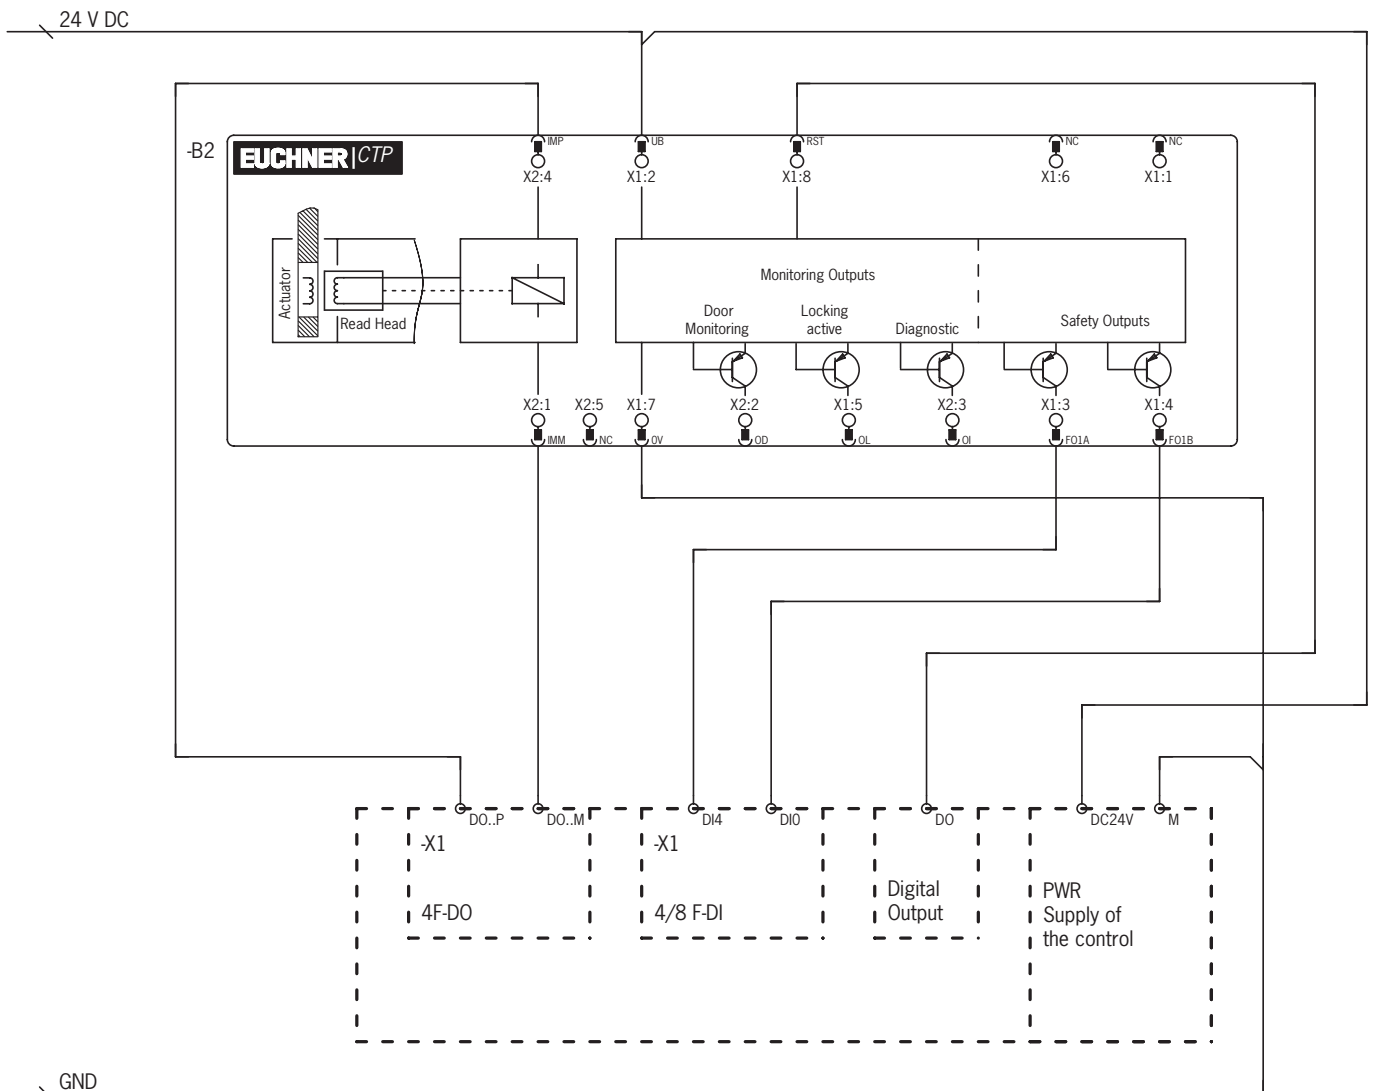 24 V DC
-B2
EUCHNER CTP
IMP
UB
RST
NC
NC
X2:4
X1:2
X1:8
X1:6
X1:1
Actuator
Read Head
Monitoring Outputs
Door
Monitoring
Locking
active
Diagnostic
Safety Outputs
X2:1
X2:5
X1:7
X2:2
X1:5
X2:3
X1:3
X1:4
IMM
NC
0V
OD
OL
OI
FO1A
FO1B
DO..P
DO..M
DI4
DI0
DO
DC24V
M
-X1
4F-DO
-X1
4/8 F-DI
Digital
Output
PWR
Supply of
the control
GND